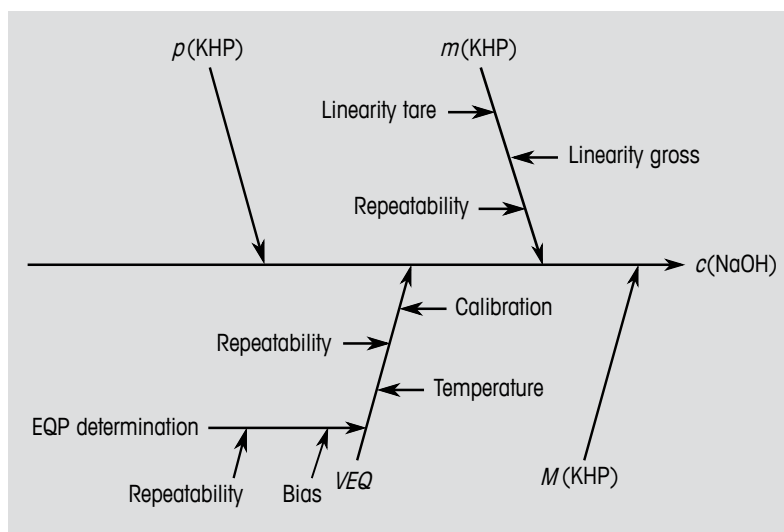 p(KHP)
m(KHP)
Linearity tare
Linearity gross
Repeatability
c(NaOH)
Calibration
Repeatability
Temperature
EQP determination
Repeatability
Bias
VEQ
M(KHP)